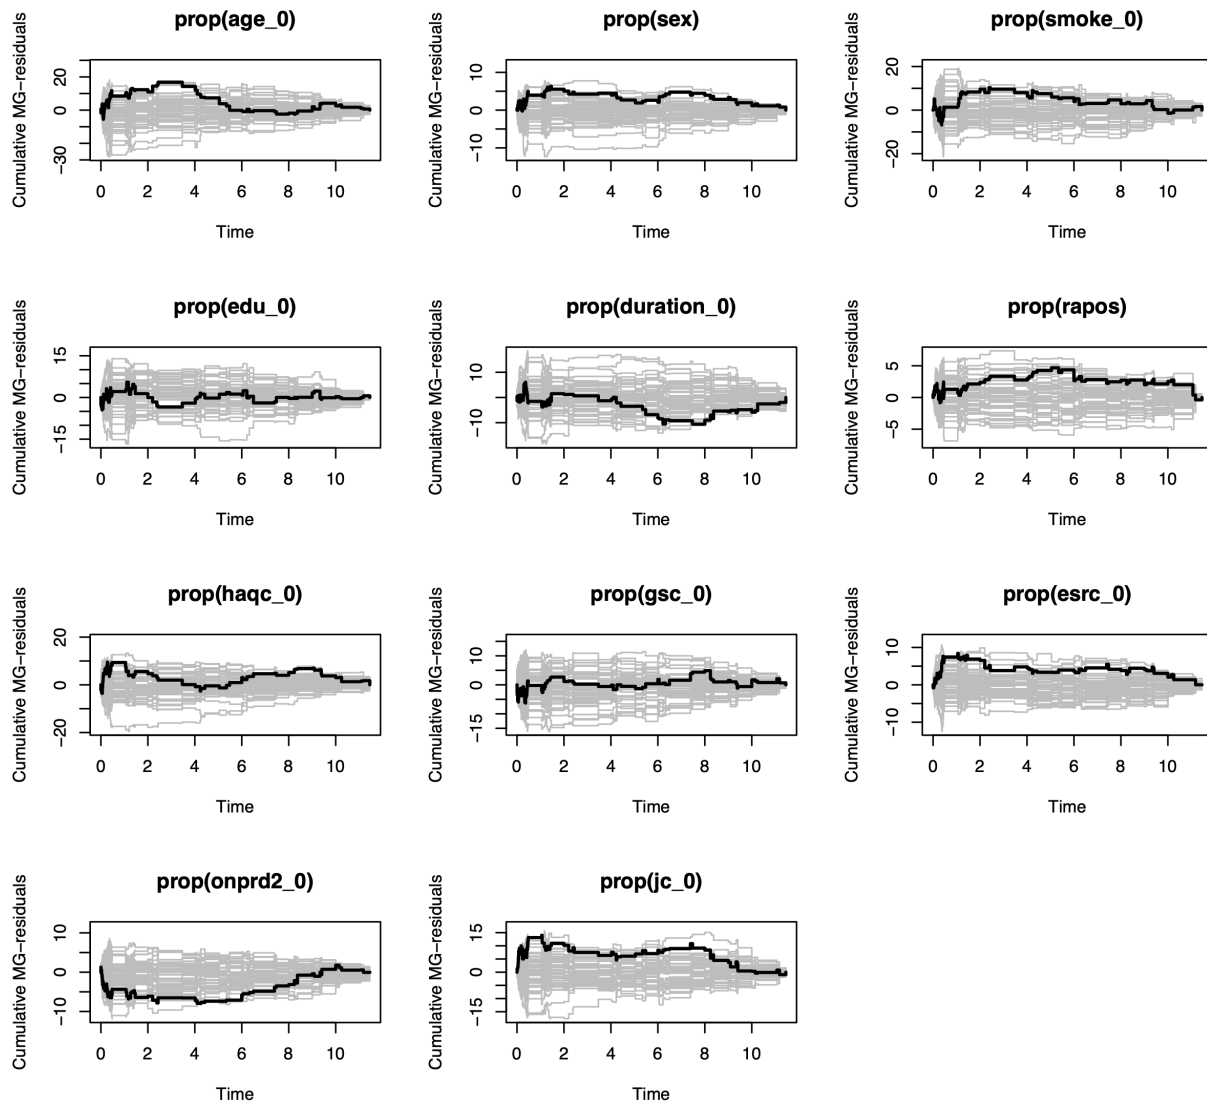 prop(age_0)
Cumulative MG−residuals
20
0
−30
0 2 4 6 8 10
Time
prop(sex)
Cumulative MG−residuals
10
0
−10
0 2 4 6 8 10
Time
prop(smoke_0)
Cumulative MG−residuals
20
0
−20
0 2 4 6 8 10
Time
prop(edu_0)
Cumulative MG−residuals
15
0
−15
0 2 4 6 8 10
Time
prop(duration_0)
Cumulative MG−residuals
10
−10
0 2 4 6 8 10
Time
prop(rapos)
Cumulative MG−residuals
5
−5
0 2 4 6 8 10
Time
prop(haqc_0)
Cumulative MG−residuals
20
0
−20
0 2 4 6 8 10
Time
prop(gsc_0)
Cumulative MG−residuals
10
0
−15
0 2 4 6 8 10
Time
prop(esrc_0)
Cumulative MG−residuals
10
0
−10
0 2 4 6 8 10
Time
prop(onprd2_0)
Cumulative MG−residuals
10
0
−10
0 2 4 6 8 10
Time
prop(jc_0)
Cumulative MG−residuals
15
0
−15
0 2 4 6 8 10
Time